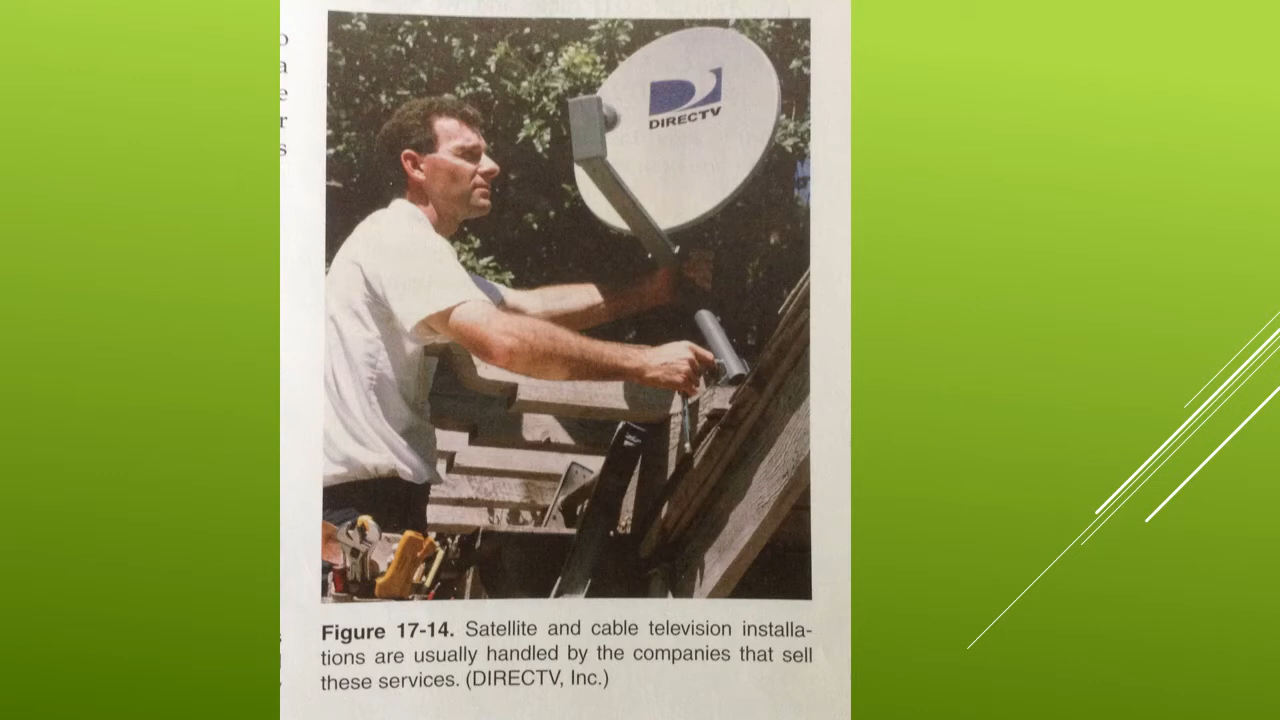 DIRECTV
Figure 17-14. Satellite and cable television installa-
tions are usually handled by the companies that sell
these services. (DIRECTV, Inc.)